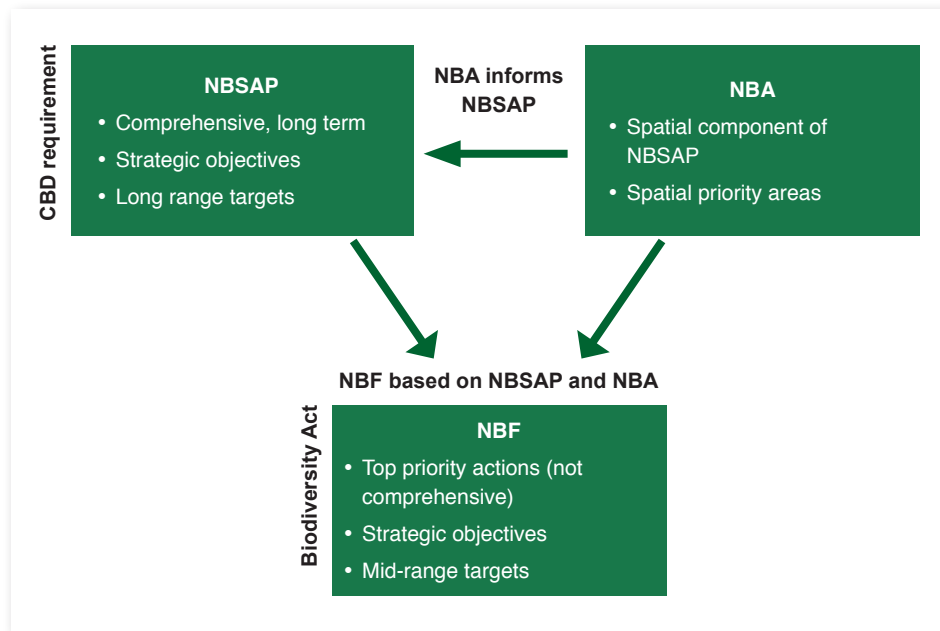 CBD requirement
NBSAP
• Comprehensive, long term
• Strategic objectives
• Long range targets
NBA informs
NBSAP
NBA
• Spatial component of
NBSAP
• Spatial priority areas
NBF based on NBSAP and NBA
Biodiversity Act
NBF
• Top priority actions (not
comprehensive)
• Strategic objectives
• Mid-range targets